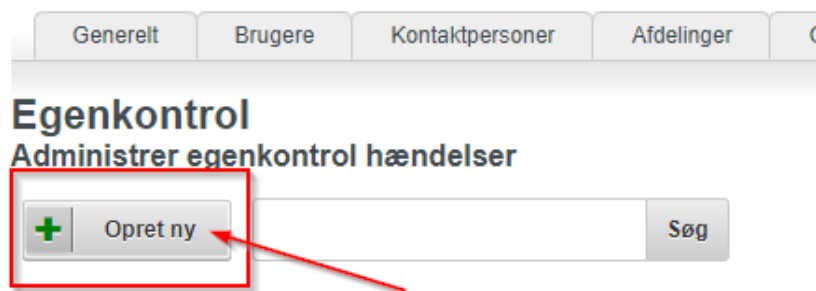 Generelt Brugere Kontaktpersoner Afdelinger
Egenkontrol
Administrer egenkontrol hændelser
Opret ny Søg